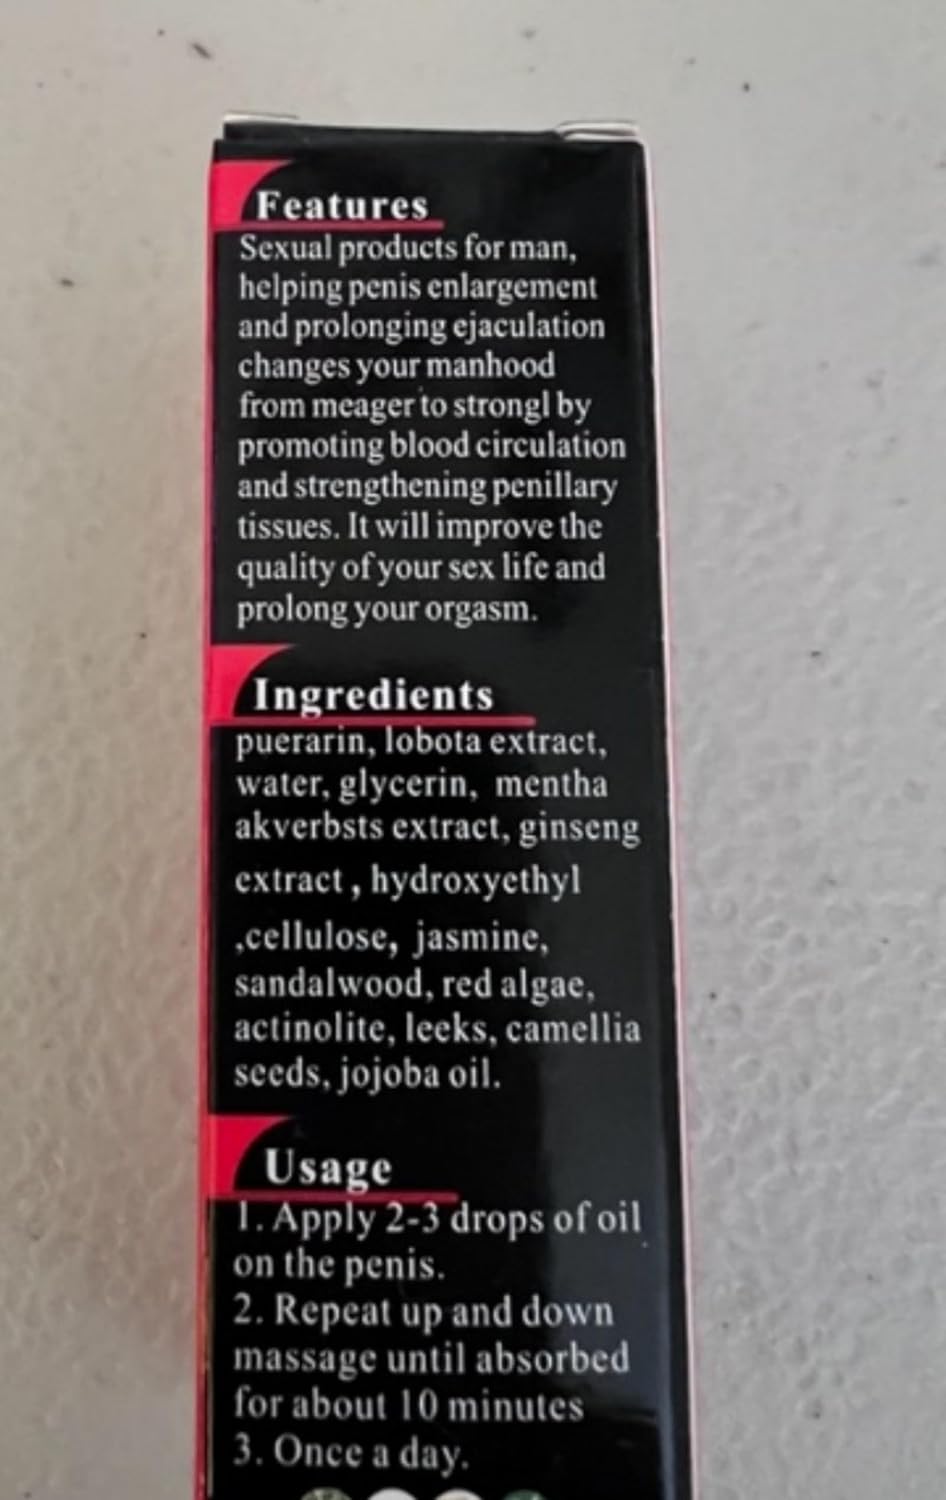 Features
Sexual products for man,
helping penis enlargement
and prolonging ejaculation
changes your manhood
from meager to strongl by
promoting blood circulation
and strengthening penillary
tissues. It will improve the
quality of your sex life and
prolong your orgasm.
Ingredients
puerarin, lobota extract,
water, glycerin, mentha
akverbsts extract, ginseng
extract , hydroxyethyl
,cellulose, jasmine,
sandalwood, red algae,
actinolite, leeks, camellia
seeds, jojoba oil.
Usage
1. Apply 2-3 drops of oil
on the penis.
2. Repeat up and down
massage until absorbed
for about 10 minutes
3. Once a day.